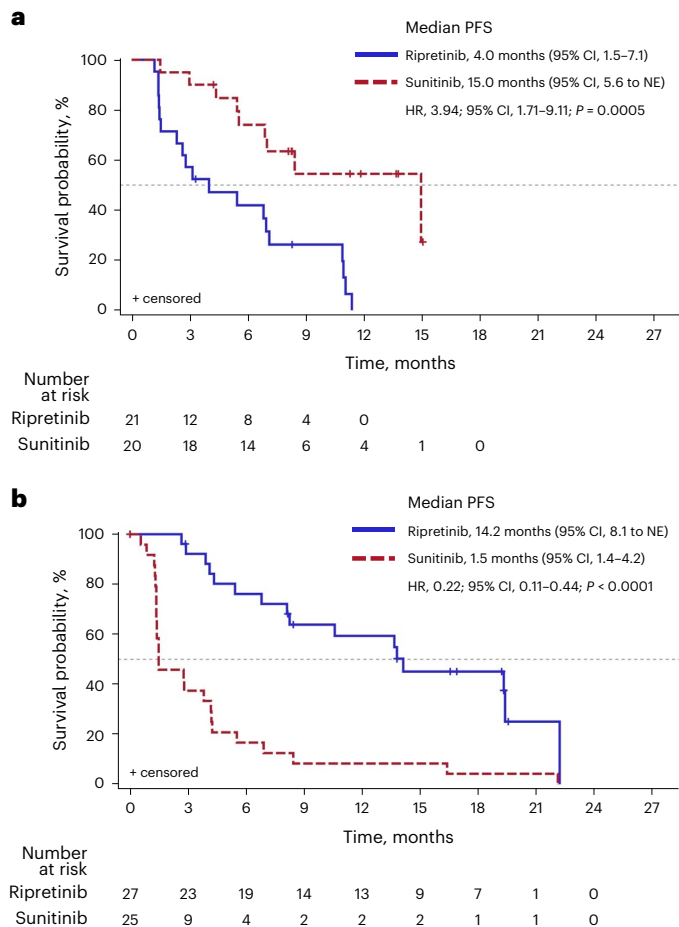 a
Median PFS
Ripretinib, 4.0 months (95% CI, 1.5–7.1)
Sunitinib, 15.0 months (95% CI, 5.6 to NE)
HR, 3.94; 95% CI, 1.71–9.11; P = 0.0005
Survival probability, %
100
80
60
40
20
0
+ censored
0 3 6 9 12 15 18 21 24 27
Time, months
Number
at risk
Ripretinib 21 12 8 4 0
Sunitinib 20 18 14 6 4 1 0
b
Median PFS
Ripretinib, 14.2 months (95% CI, 8.1 to NE)
Sunitinib, 1.5 months (95% CI, 1.4–4.2)
HR, 0.22; 95% CI, 0.11–0.44; P < 0.0001
Survival probability, %
100
80
60
40
20
0
+ censored
0 3 6 9 12 15 18 21 24 27
Time, months
Number
at risk
Ripretinib 27 23 19 14 13 9 7 1 0
Sunitinib 25 9 4 2 2 2 1 1 0